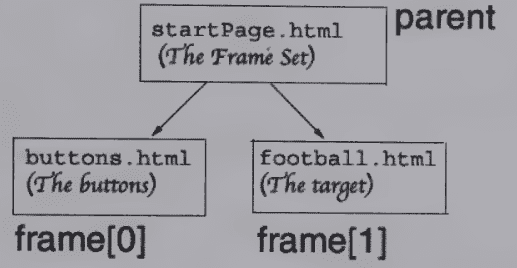 startPage.html
(The Frame Set)
parent
buttons.html
(The buttons)
football.html
(The target)
frame[0]
frame[1]